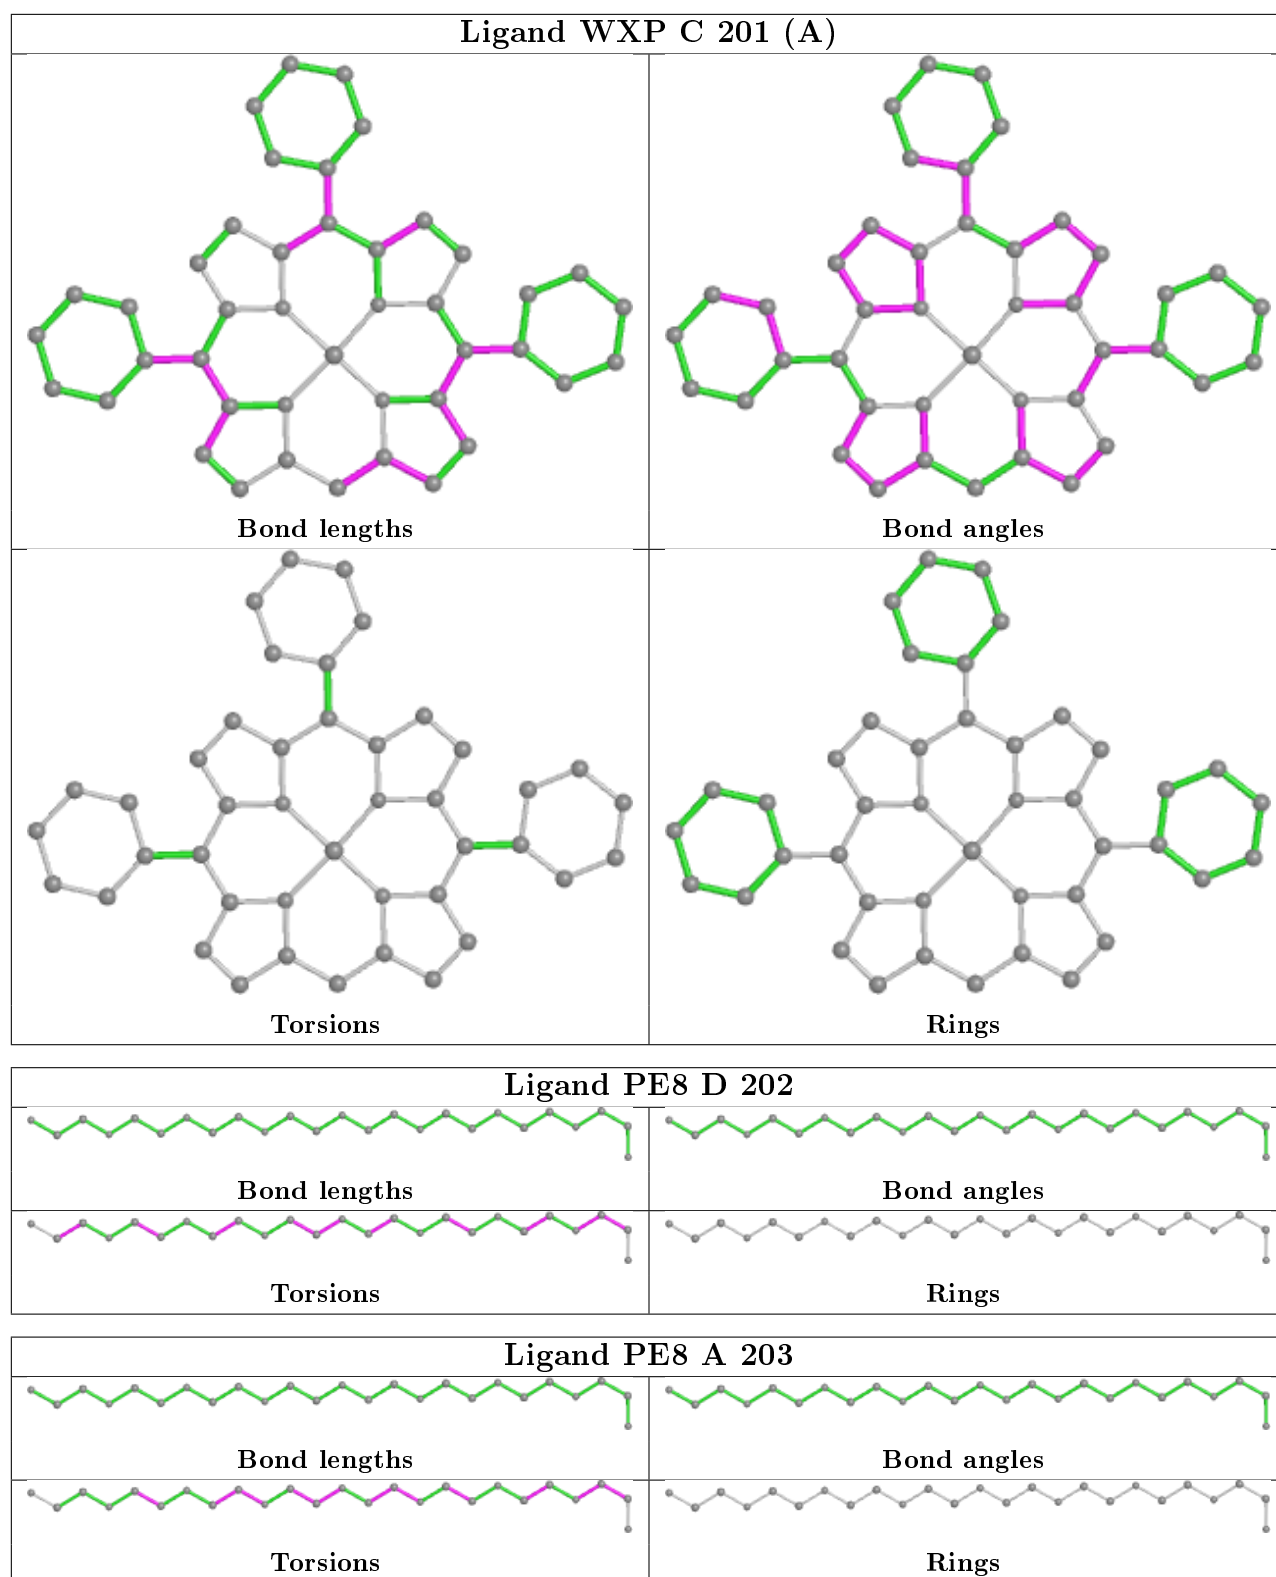 Ligand WXP C 201 (A)
Bond lengths
Bond angles
Torsions
Rings
Ligand PE8 D 202
Bond lengths
Bond angles
Torsions
Rings
Ligand PE8 A 203
Bond lengths
Bond angles
Torsions
Rings